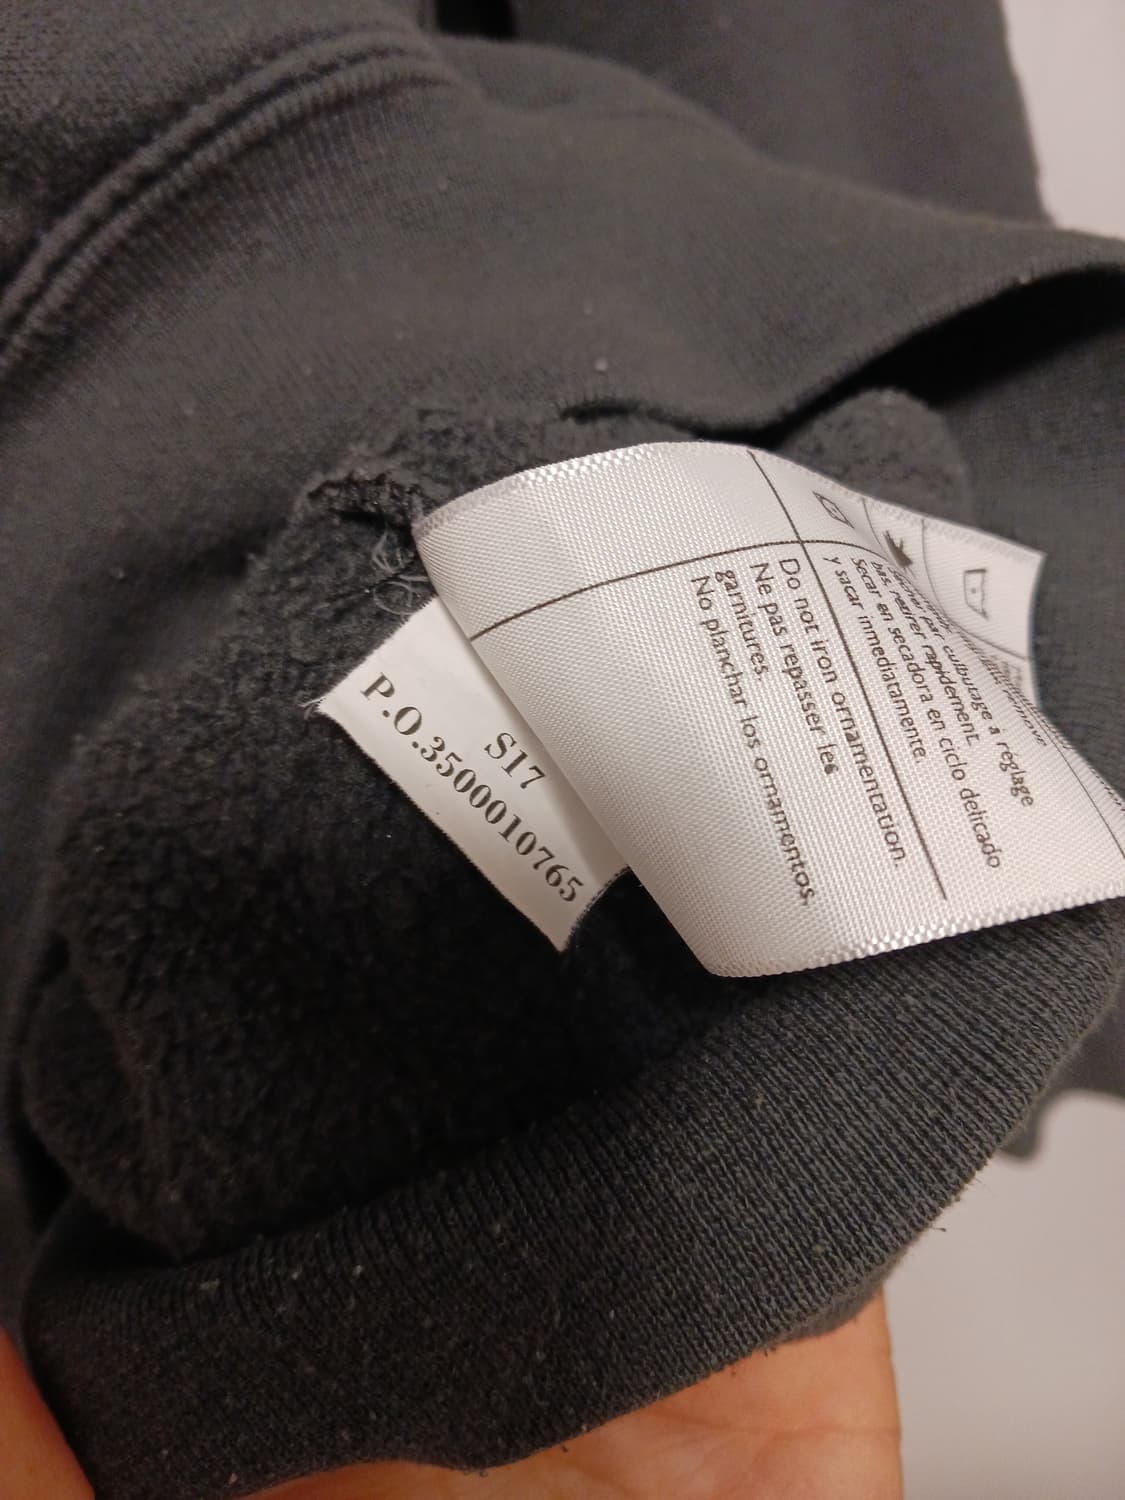 S17
P.O.3500010765
Do not iron ornamentation.
Ne pas repasser les
garnitures.
No planchar los ornamentos.
par culbutage à réglage
bas, retirer rapidement.
Secar en secadora en ciclo delicado
y sacar inmediatamente.